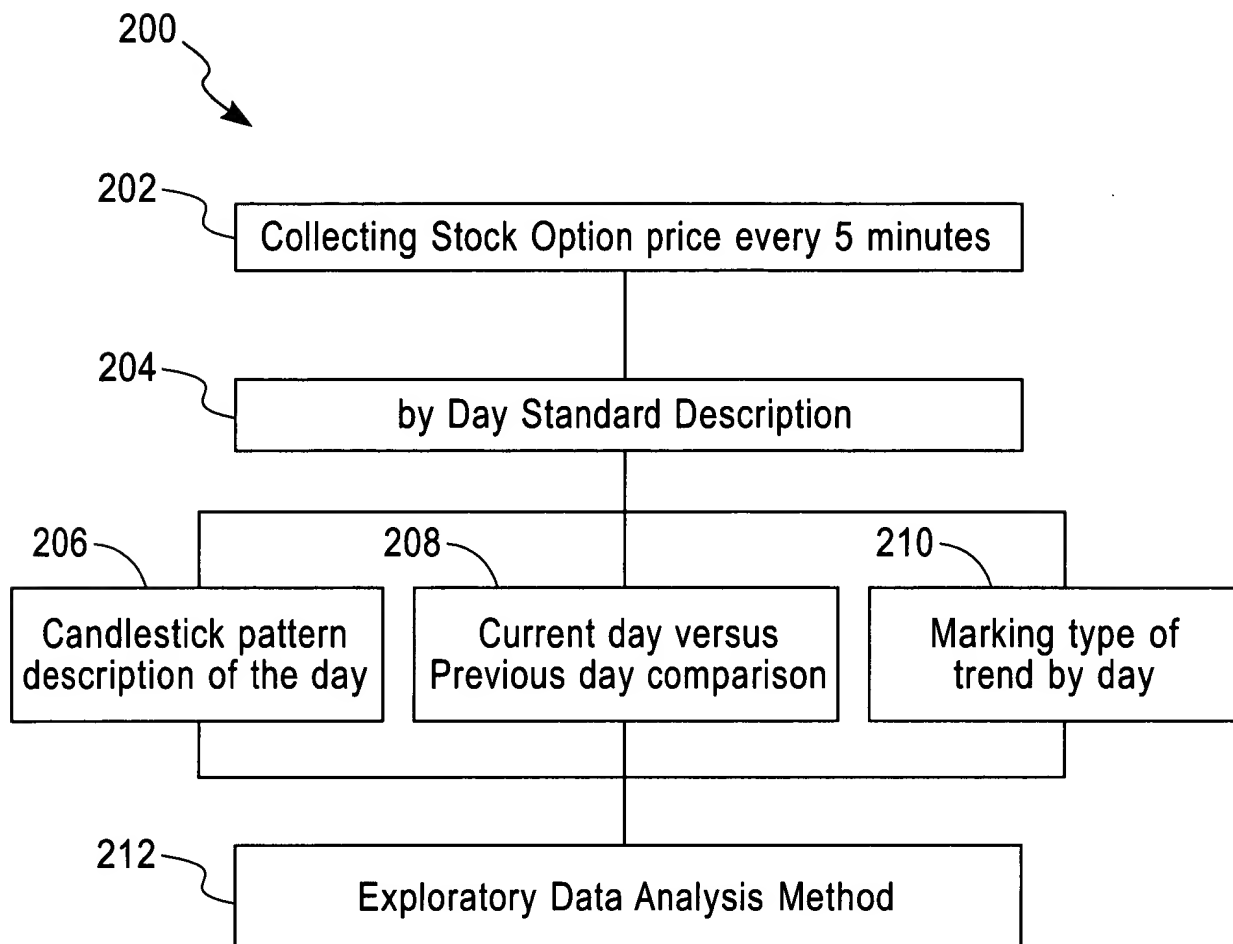 200
202
Collecting Stock Option price every 5 minutes
204
by Day Standard Description
206
208
210
Candlestick pattern
description of the day
Current day versus
Previous day comparison
Marking type of
trend by day
212
Exploratory Data Analysis Method